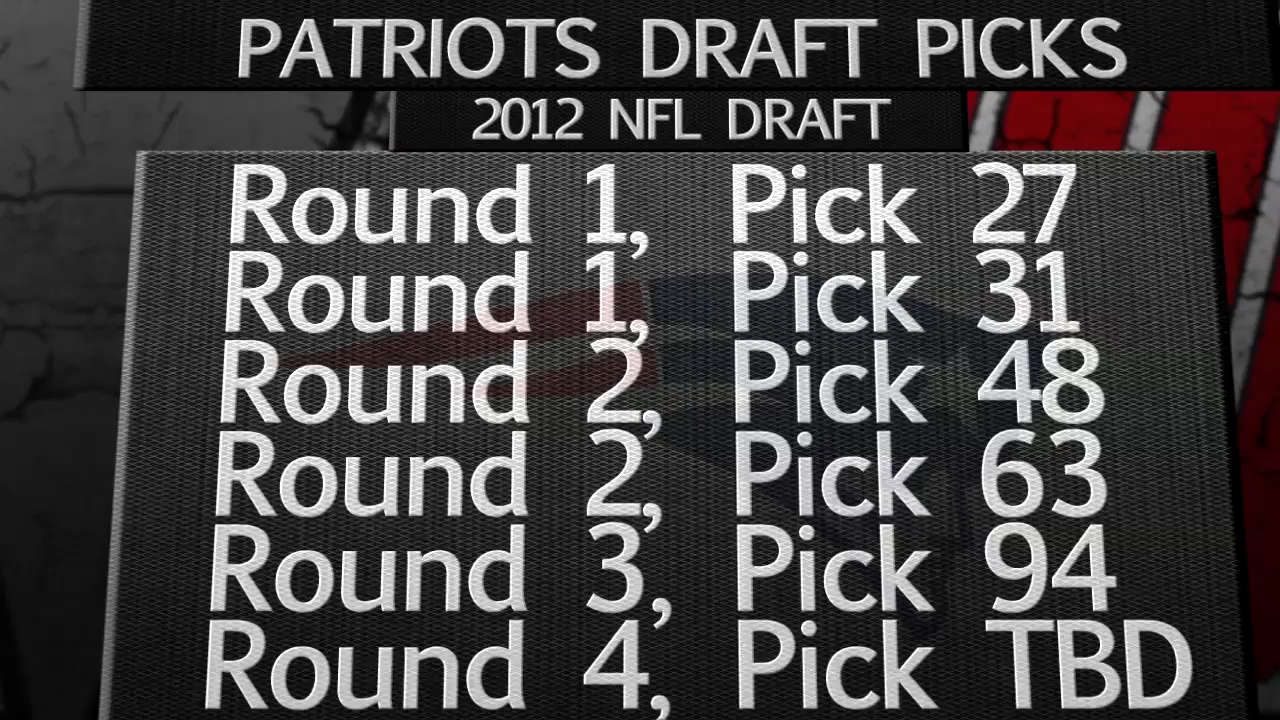 PATRIOTS DRAFT PICKS
2012 NFL DRAFT
Round 1, Pick 27
Round 1, Pick 31
Round 2, Pick 48
Round 2, Pick 63
Round 3, Pick 94
Round 4, Pick TBD